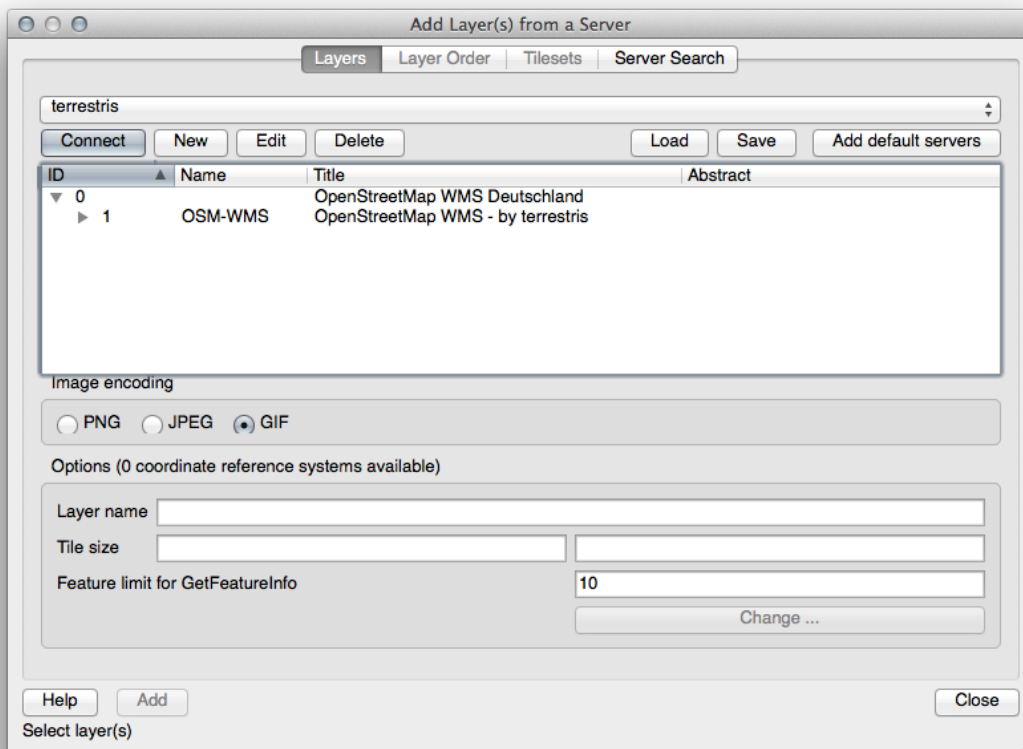 Add Layer(s) from a Server
Layers Layer Order Tilesets Server Search
terrestris
Connect New Edit Delete Load Save Add default servers
ID Name Title Abstract
0 OpenStreetMap WMS Deutschland
1 OSM-WMS OpenStreetMap WMS - by terrestris
Image encoding
PNG JPEG GIF
Options (0 coordinate reference systems available)
Layer name
Tile size
Feature limit for GetFeatureInfo 10
Change ...
Help Add Close
Select layer(s)